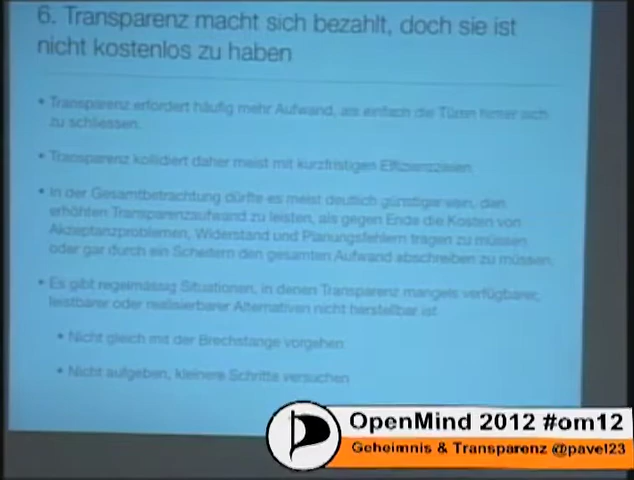 6. Transparenz macht sich bezahlt, doch sie ist
nicht kostenlos zu haben
• Transparenz erfordert häufig mehr Aufwand, als einfach die Türen hinter sich
zu schliessen.
• Transparenz kollidiert daher meist mit kurzfristigen Effizienzzielen
• In der Gesamtbetrachtung dürfte es meist deutlich günstiger sein, den
erhöhten Transparenzaufwand zu leisten, als gegen Ende die Kosten von
Akzeptanzproblemen, Widerstand und Planungsfehlern tragen zu müssen
oder gar durch ein Scheitern den gesamten Aufwand abschreiben zu müssen.
• Es gibt regelmässig Situationen, in denen Transparenz mangels verfügbarer,
leistbarer oder realisierbarer Alternativen nicht herstellbar ist
• Nicht gleich mit der Brechstange vorgehen
• Nicht aufgeben, kleinere Schritte versuchen
OpenMind 2012 #om12
Geheimnis & Transparenz @pavel23